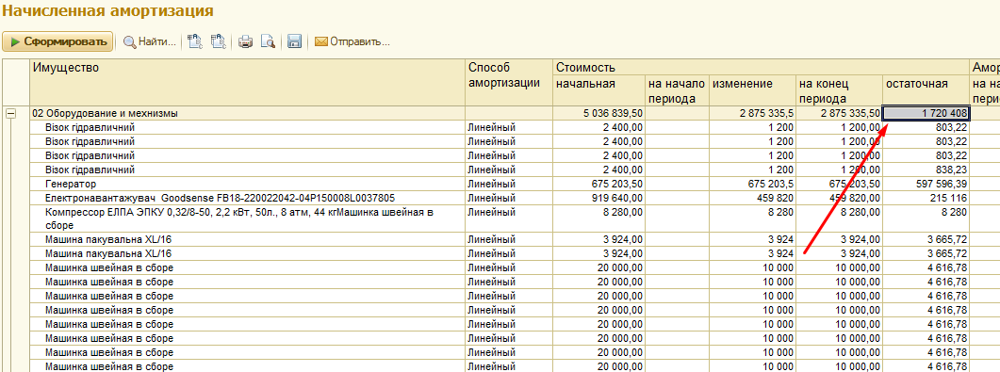 Начисленная амортизация
Сформировать Найти... Отправить...
Имущество Способ амортизации Стоимость Амор
начальная на начало периода изменение на конец периода остаточная на на перио
02 Оборудование и мехнизмы 5 036 839,50 2 875 335,5 2 875 335,50 1 720 408
Візок гідравличний Линейный 2 400,00 1 200 1 200,00 803,22
Візок гідравличний Линейный 2 400,00 1 200 1 200,00 803,22
Візок гідравличний Линейный 2 400,00 1 200 1 200,00 803,22
Візок гідравличний Линейный 2 400,00 1 200 1 200,00 838,23
Генератор Линейный 675 203,50 675 203,5 675 203,50 597 596,39
Електронавантажувач Goodsense FB18-220022042-04P150008L0037805 Линейный 919 640,00 459 820 459 820,00 215 116
Компрессор ЕЛПА ЭПКУ 0,32/8-50, 2,2 кВт, 50л., 8 атм, 44 кгМашинка швейная в Линейный 8 280,00 8 280 8 280,00 8 280
сборе
Машина пакувальна XL/16 Линейный 3 924,00 3 924 3 924,00 3 665,72
Машина пакувальна XL/16 Линейный 3 924,00 3 924 3 924,00 3 665,72
Машинка швейная в сборе Линейный 20 000,00 10 000 10 000,00 4 616,78
Машинка швейная в сборе Линейный 20 000,00 10 000 10 000,00 4 616,78
Машинка швейная в сборе Линейный 20 000,00 10 000 10 000,00 4 616,78
Машинка швейная в сборе Линейный 20 000,00 10 000 10 000,00 4 616,78
Машинка швейная в сборе Линейный 20 000,00 10 000 10 000,00 4 616,78
Машинка швейная в сборе Линейный 20 000,00 10 000 10 000,00 4 616,78
Машинка швейная в сборе Линейный 20 000,00 10 000 10 000,00 4 616,78
Машинка швейная в сборе Линейный 20 000,00 10 000 10 000,00 4 616,78